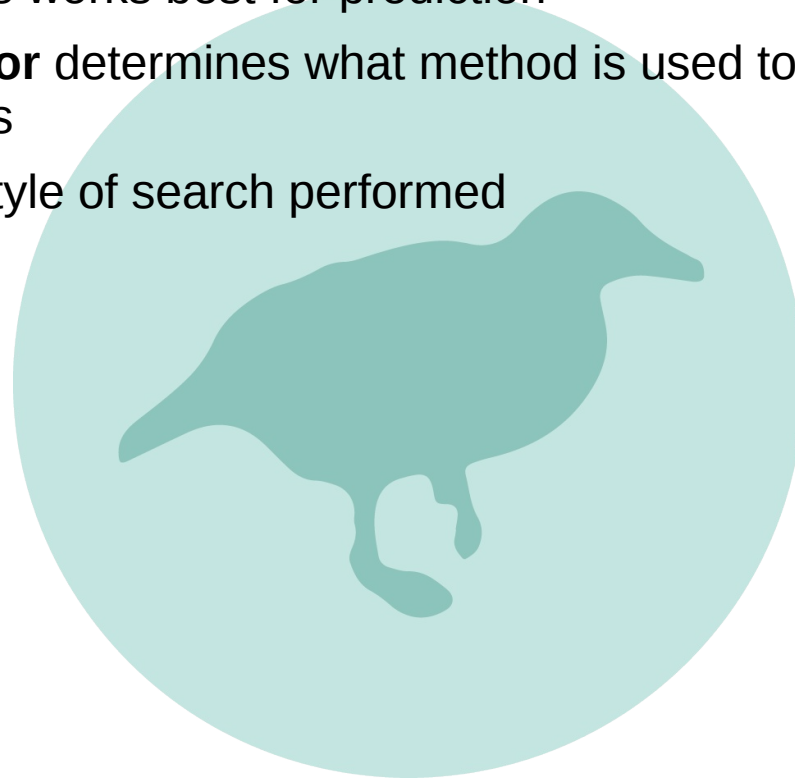 works best for prediction
or determines what method is used to
s
tyle of search performed